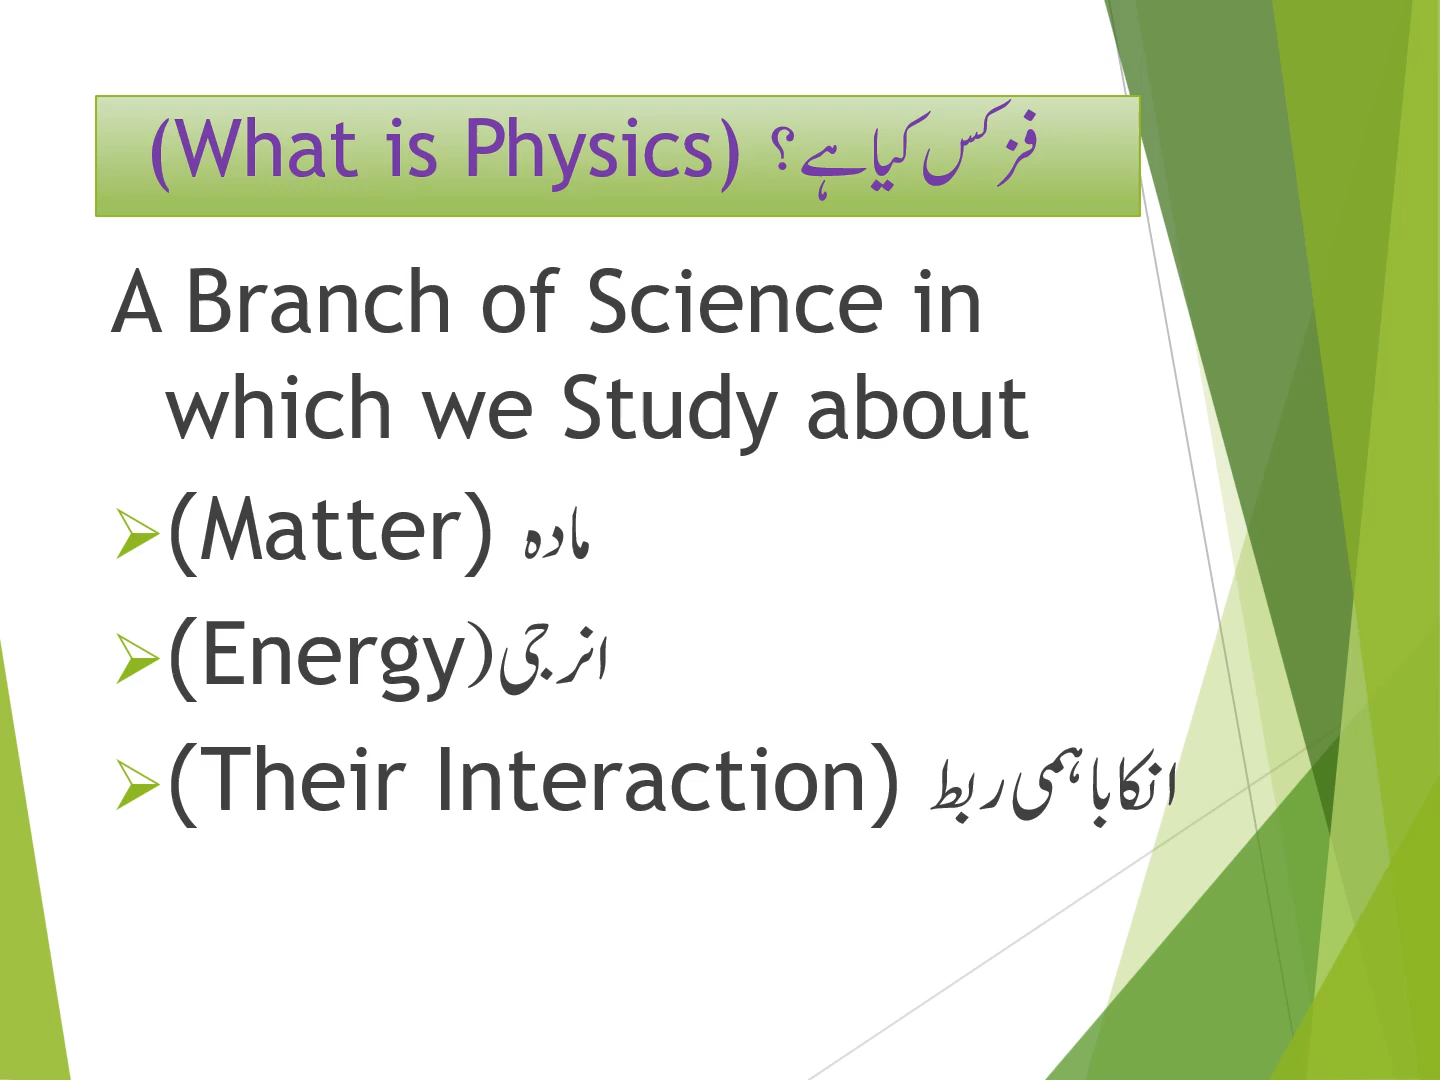 (What is Physics) فزکس کیا ہے؟
A Branch of Science in
which we Study about
(Matter) مادہ
(Energy) انرجی
(Their Interaction) انکا باہمی ربط